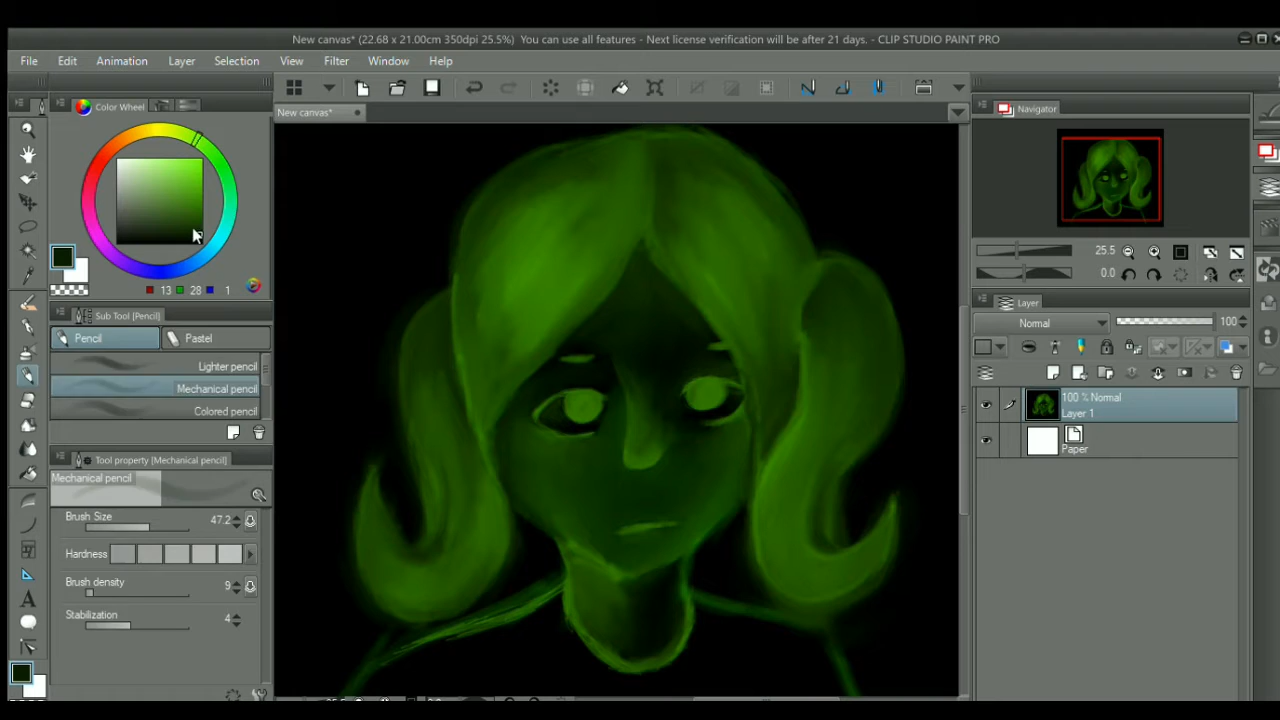 New canvas* (22.68 x 21.00cm 350dpi 25.5%)  You can use all features - Next license verification will be after 21 days. - CLIP STUDIO PAINT PRO
File Edit Animation Layer Selection View Filter Window Help
Color Wheel
New canvas*
Navigator
13 28 1
25.5
0.0
Sub Tool [Pencil]
Pencil Pastel
Lighter pencil
Mechanical pencil
Colored pencil
Layer
Normal 100
100 % Normal
Layer 1
Paper
Tool property [Mechanical pencil]
Mechanical pencil
Brush Size 47.2
Hardness
Brush density 9
Stabilization 4